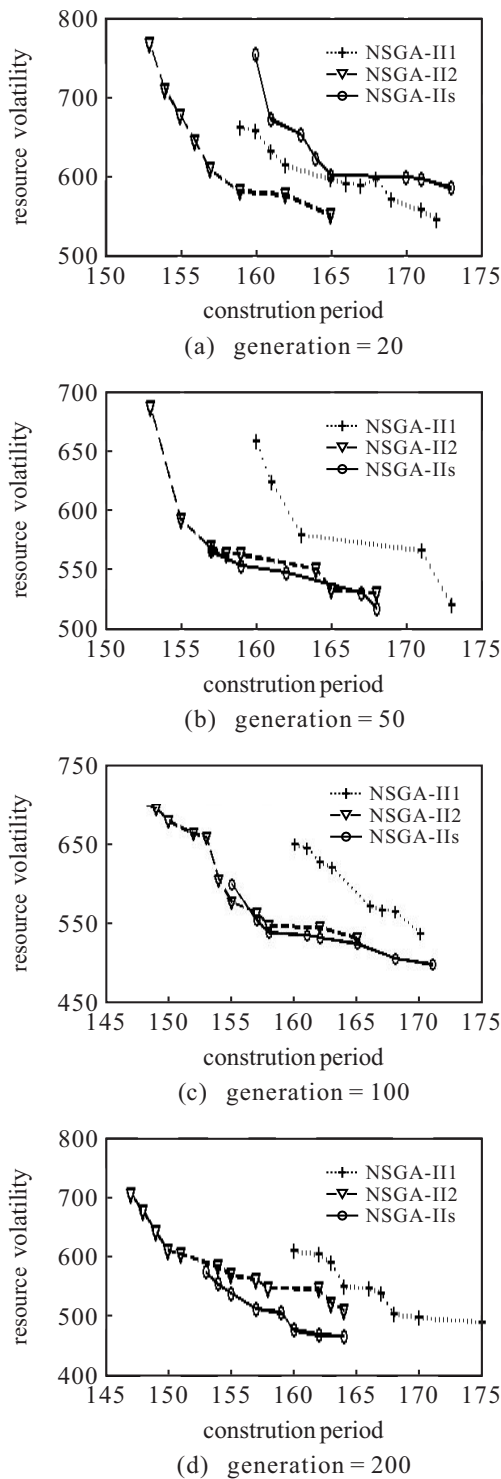 800
700
600
500
resource volatility
NSGA-II1
NSGA-II2
NSGA-IIs
150 155 160 165 170 175
constrution period
(a) generation = 20
700
650
600
550
500
resource volatility
NSGA-II1
NSGA-II2
NSGA-IIs
150 155 160 165 170 175
constrution period
(b) generation = 50
750
650
550
450
resource volatility
NSGA-II1
NSGA-II2
NSGA-IIs
145 150 155 160 165 170 175
constrution period
(c) generation = 100
800
700
600
500
400
resource volatility
NSGA-II1
NSGA-II2
NSGA-IIs
145 150 155 160 165 170 175
constrution period
(d) generation = 200